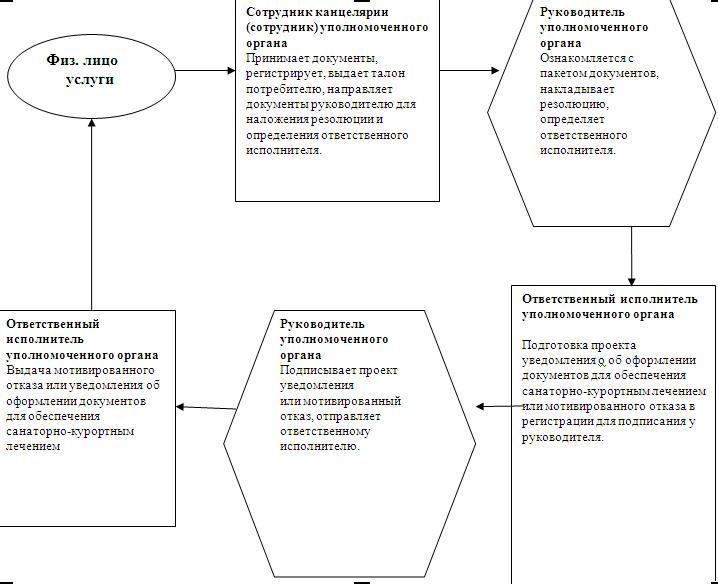 Физ. лицо
услуги
Сотрудник канцелярии
(сотрудник) уполномоченного
органа
Принимает документы,
регистрирует, выдает талон
потребителю, направляет
документы руководителю для
наложения резолюции и
определения ответственного
исполнителя.
Руководитель
уполномоченного
органа
Ознакомляется с
пакетом документов,
накладывает
резолюцию,
определяет
ответственного
исполнителя.
Ответственный исполнитель
уполномоченного органа
Подготовка проекта
уведомления о об оформлении
документов для обеспечения
санаторно-курортным лечением
или мотивированного отказа в
регистрации для подписания у
руководителя.
Руководитель
уполномоченного
органа
Подписывает проект
уведомления
или мотивированный
отказ, отправляет
ответственному
исполнителю.
Ответственный
исполнитель
уполномоченного органа
Выдача мотивированного
отказа или уведомления об
оформлении документов
для обеспечения
санаторно-курортным
лечением